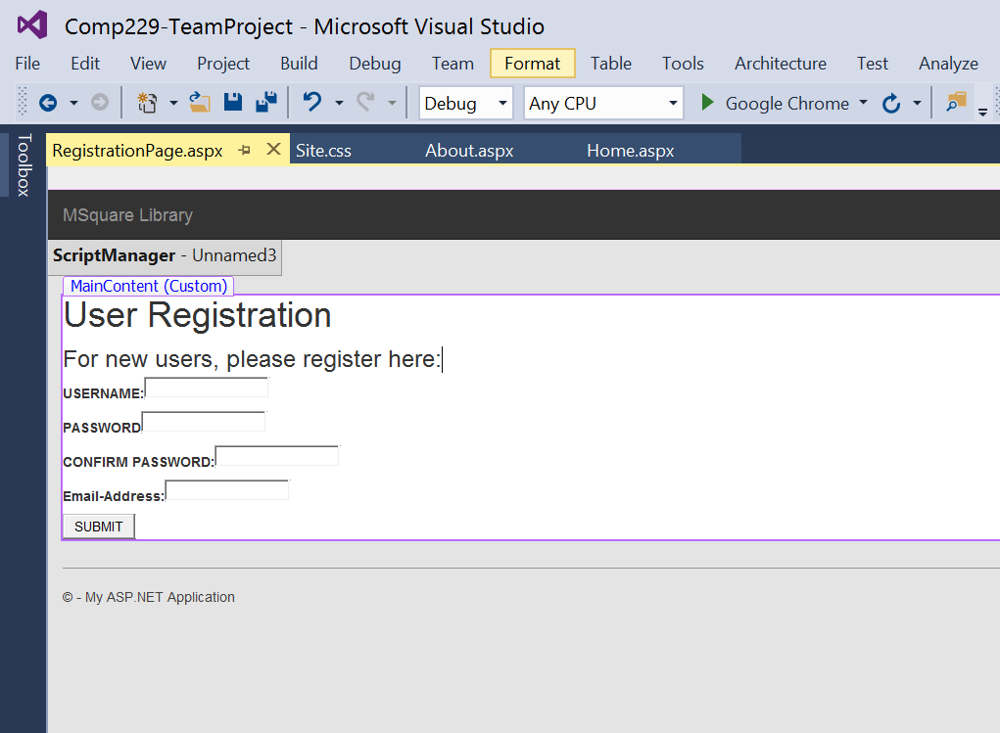 Comp229-TeamProject - Microsoft Visual Studio
File Edit View Project Build Debug Team Format Table Tools Architecture Test Analyze
Debug Any CPU Google Chrome
Toolbox
RegistrationPage.aspx Site.css About.aspx Home.aspx
MSquare Library
ScriptManager - Unnamed3
MainContent (Custom)
User Registration
For new users, please register here:
USERNAME:
PASSWORD
CONFIRM PASSWORD:
Email-Address:
SUBMIT
© - My ASP.NET Application